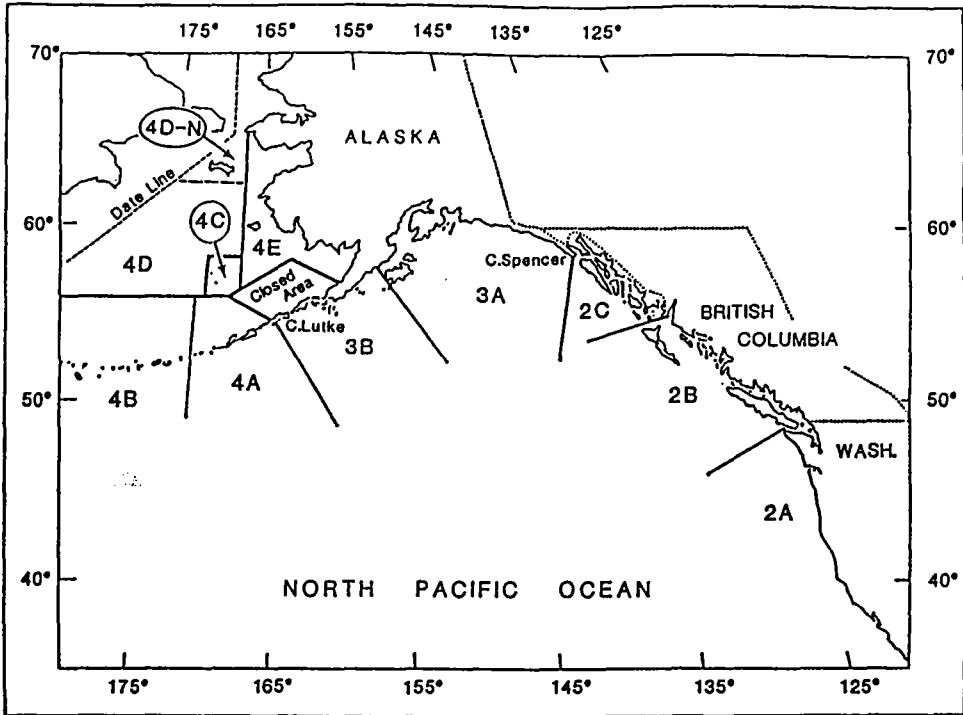 175° 165° 155° 145° 135° 125°
70° 70°
4D-N
ALASKA
Date Line
60° 60°
4C
4E
C.Spencer
4D
Closed
Area
3A
2C
BRITISH
COLUMBIA
C.Lutke
3B
4B
4A
2B
50° 50°
WASH.
2A
40° 40°
NORTH PACIFIC OCEAN
175° 165° 155° 145° 135° 125°